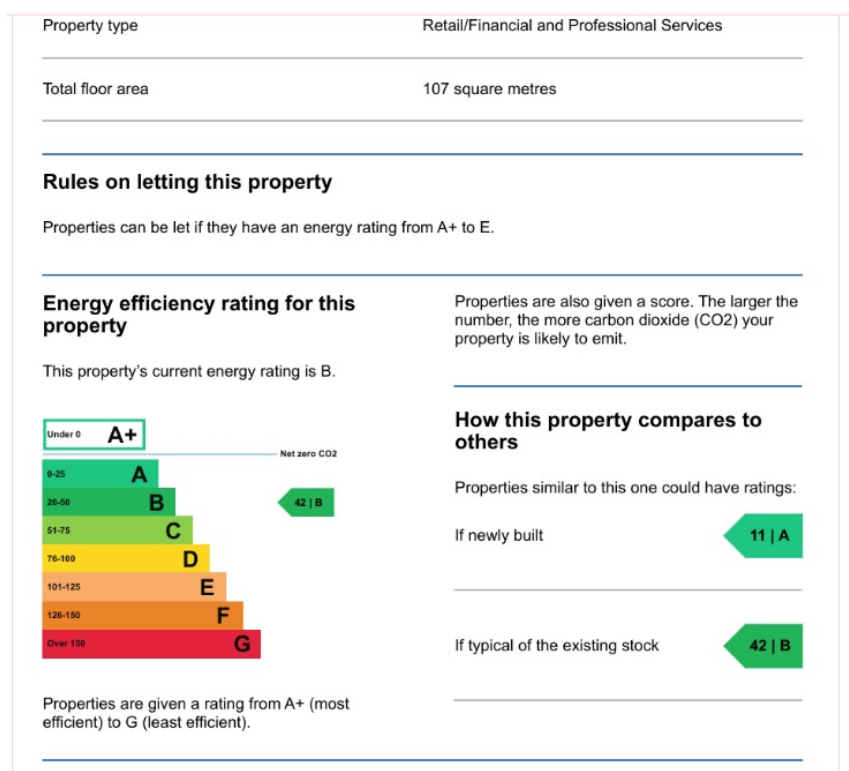 Property type Retail/Financial and Professional Services
Total floor area 107 square metres
Rules on letting this property
Properties can be let if they have an energy rating from A+ to E.
Energy efficiency rating for this
property
This property's current energy rating is B.
Under 0 A+
Net zero CO2
0-25 A
26-50 B 42 | B
51-75 C
76-100 D
101-125 E
126-150 F
Over 150 G
Properties are given a rating from A+ (most
efficient) to G (least efficient).
Properties are also given a score. The larger the
number, the more carbon dioxide (CO2) your
property is likely to emit.
How this property compares to
others
Properties similar to this one could have ratings:
If newly built 11 | A
If typical of the existing stock 42 | B